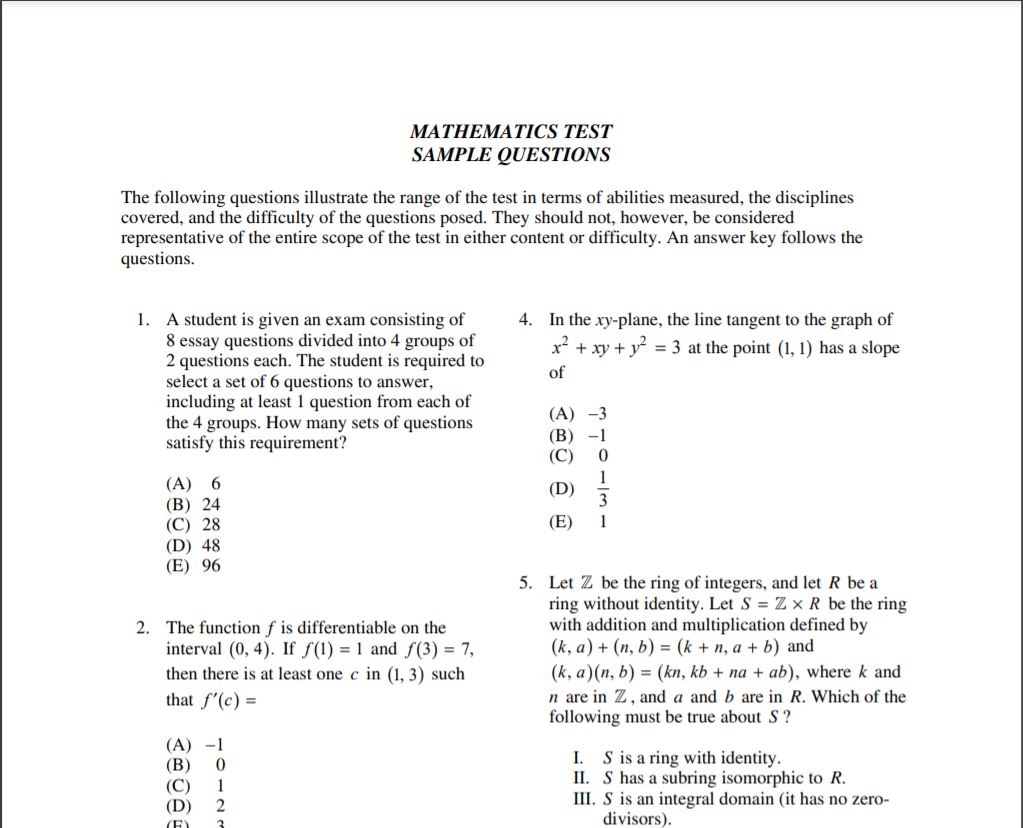 MATHEMATICS TEST
SAMPLE QUESTIONS
The following questions illustrate the range of the test in terms of abilities measured, the disciplines
covered, and the difficulty of the questions posed. They should not, however, be considered
representative of the entire scope of the test in either content or difficulty. An answer key follows the
questions.
1. A student is given an exam consisting of
8 essay questions divided into 4 groups of
2 questions each. The student is required to
select a set of 6 questions to answer,
including at least 1 question from each of
the 4 groups. How many sets of questions
satisfy this requirement?
(A) 6
(B) 24
(C) 28
(D) 48
(E) 96
2. The function f is differentiable on the
interval (0, 4). If f(1) = 1 and f(3) = 7,
then there is at least one c in (1, 3) such
that f′(c) =
(A) −1
(B) 0
(C) 1
(D) 2
(E) 3
4. In the xy-plane, the line tangent to the graph of
x² + xy + y² = 3 at the point (1, 1) has a slope
of
(A) −3
(B) −1
(C) 0
(D) 1/3
(E) 1
5. Let ℤ be the ring of integers, and let R be a
ring without identity. Let S = ℤ × R be the ring
with addition and multiplication defined by
(k, a) + (n, b) = (k + n, a + b) and
(k, a)(n, b) = (kn, kb + na + ab), where k and
n are in ℤ, and a and b are in R. Which of the
following must be true about S ?
I. S is a ring with identity.
II. S has a subring isomorphic to R.
III. S is an integral domain (it has no zero-
divisors).